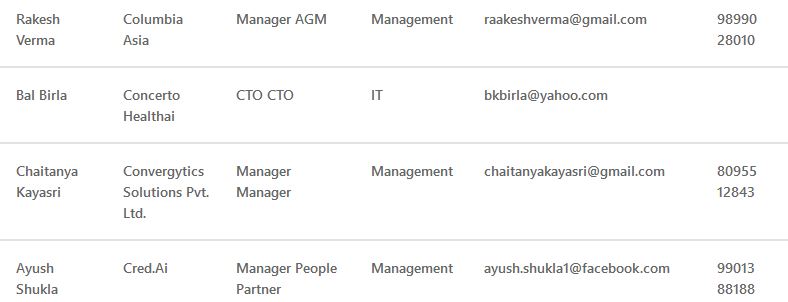 Rakesh Columbia Manager AGM Management raakeshverma@gmail.com 98990
Verma Asia 28010
Bal Birla Concerto CTO CTO IT bkbirla@yahoo.com
Healthai
Chaitanya Convergytics Manager Management chaitanyakayasri@gmail.com 80955
Kayasri Solutions Pvt. Manager 12843
Ltd.
Ayush Cred.Ai Manager People Management ayush.shukla1@facebook.com 99013
Shukla Partner 88188